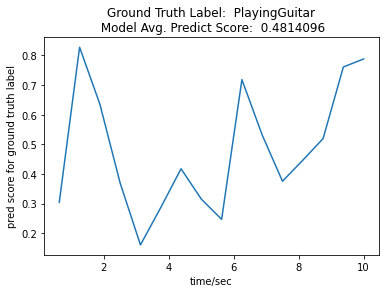 Ground Truth Label:  PlayingGuitar
Model Avg. Predict Score:  0.4814096
pred score for ground truth label
0.8
0.7
0.6
0.5
0.4
0.3
0.2
2 4 6 8 10
time/sec